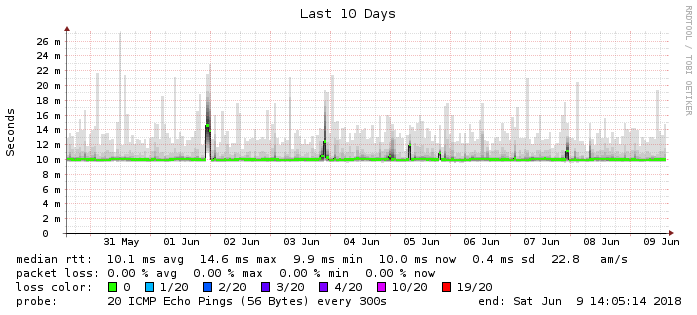 Last 10 Days
RRDTOOL / TOBI OETIKER
Seconds
26 m
24 m
22 m
20 m
18 m
16 m
14 m
12 m
10 m
8 m
6 m
4 m
2 m
0
31 May 01 Jun 02 Jun 03 Jun 04 Jun 05 Jun 06 Jun 07 Jun 08 Jun 09 Jun
median rtt: 10.1 ms avg 14.6 ms max 9.9 ms min 10.0 ms now 0.4 ms sd 22.8 am/s
packet loss: 0.00 % avg 0.00 % max 0.00 % min 0.00 % now
loss color: 0 1/20 2/20 3/20 4/20 10/20 19/20
probe: 20 ICMP Echo Pings (56 Bytes) every 300s end: Sat Jun 9 14:05:14 2018